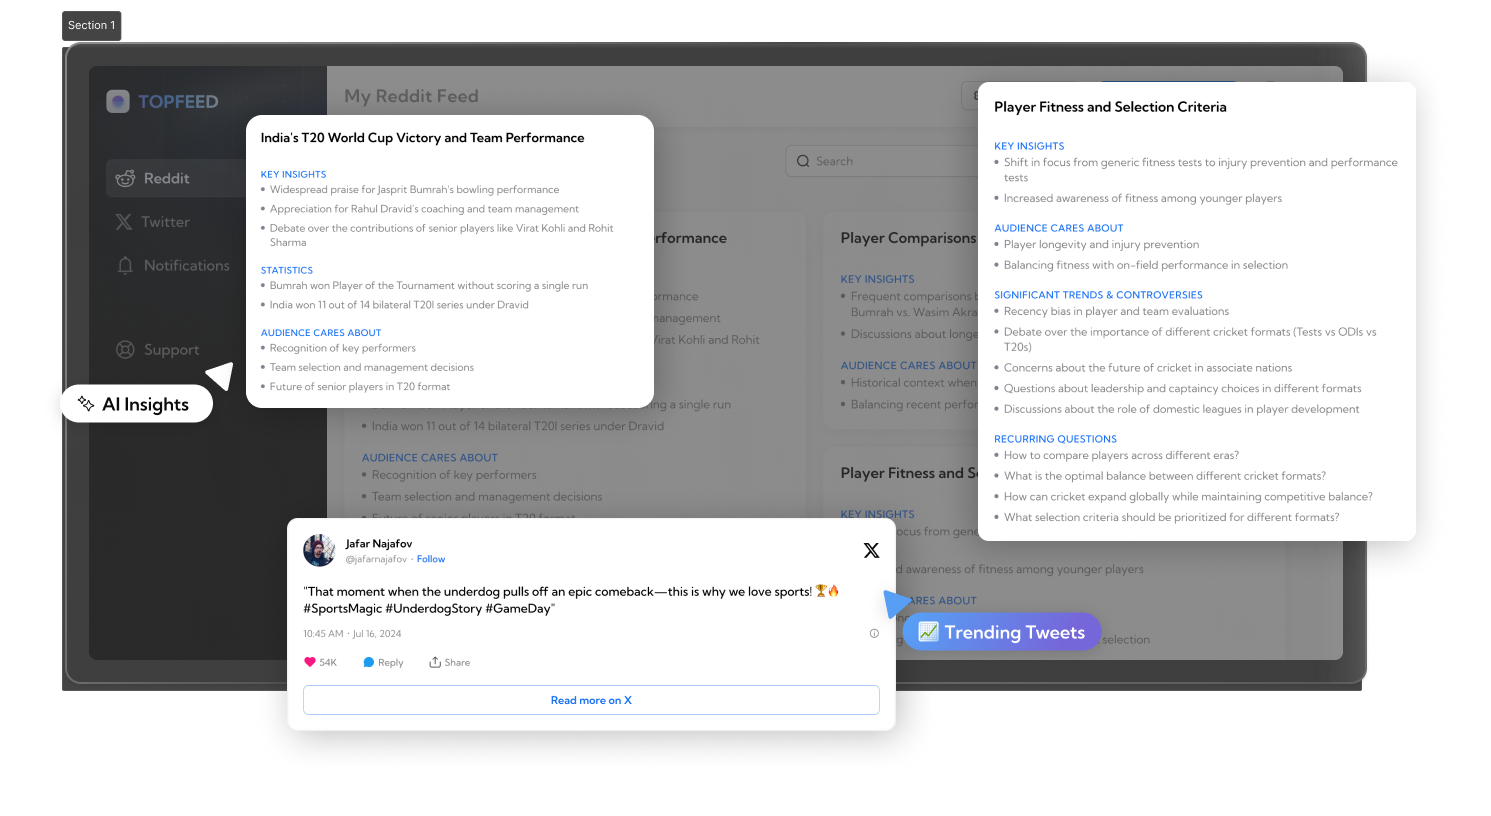 Section 1
TOPFEED
Reddit
Twitter
Notifications
Support
AI Insights
My Reddit Feed
Search
India's T20 World Cup Victory and Team Performance
KEY INSIGHTS
• Widespread praise for Jasprit Bumrah's bowling performance
• Appreciation for Rahul Dravid's coaching and team management
• Debate over the contributions of senior players like Virat Kohli and Rohit
Sharma
STATISTICS
• Bumrah won Player of the Tournament without scoring a single run
• India won 11 out of 14 bilateral T20I series under Dravid
AUDIENCE CARES ABOUT
• Recognition of key performers
• Team selection and management decisions
• Future of senior players in T20 format
rformance
ormance
anagement
Virat Kohli and Rohit
ng a single run
• India won 11 out of 14 bilateral T20I series under Dravid
AUDIENCE CARES ABOUT
• Recognition of key performers
• Team selection and management decisions
• Future of senior players in T20 format
Player Comparisons
KEY INSIGHTS
• Frequent comparisons b
Bumrah vs. Wasim Akra
• Discussions about longe
AUDIENCE CARES ABOUT
• Historical context when
• Balancing recent perfor
Player Fitness and Se
KEY INSIGHTS
ocus from gene
d awareness of fitness among younger players
ARES ABOUT
selection
Player Fitness and Selection Criteria
KEY INSIGHTS
• Shift in focus from generic fitness tests to injury prevention and performance
tests
• Increased awareness of fitness among younger players
AUDIENCE CARES ABOUT
• Player longevity and injury prevention
• Balancing fitness with on-field performance in selection
SIGNIFICANT TRENDS & CONTROVERSIES
• Recency bias in player and team evaluations
• Debate over the importance of different cricket formats (Tests vs ODIs vs
T20s)
• Concerns about the future of cricket in associate nations
• Questions about leadership and captaincy choices in different formats
• Discussions about the role of domestic leagues in player development
RECURRING QUESTIONS
• How to compare players across different eras?
• What is the optimal balance between different cricket formats?
• How can cricket expand globally while maintaining competitive balance?
• What selection criteria should be prioritized for different formats?
Jafar Najafov
@jafarnajafov · Follow
"That moment when the underdog pulls off an epic comeback—this is why we love sports! 🏆🔥
#SportsMagic #UnderdogStory #GameDay"
10:45 AM · Jul 16, 2024
54K Reply Share
Read more on X
Trending Tweets